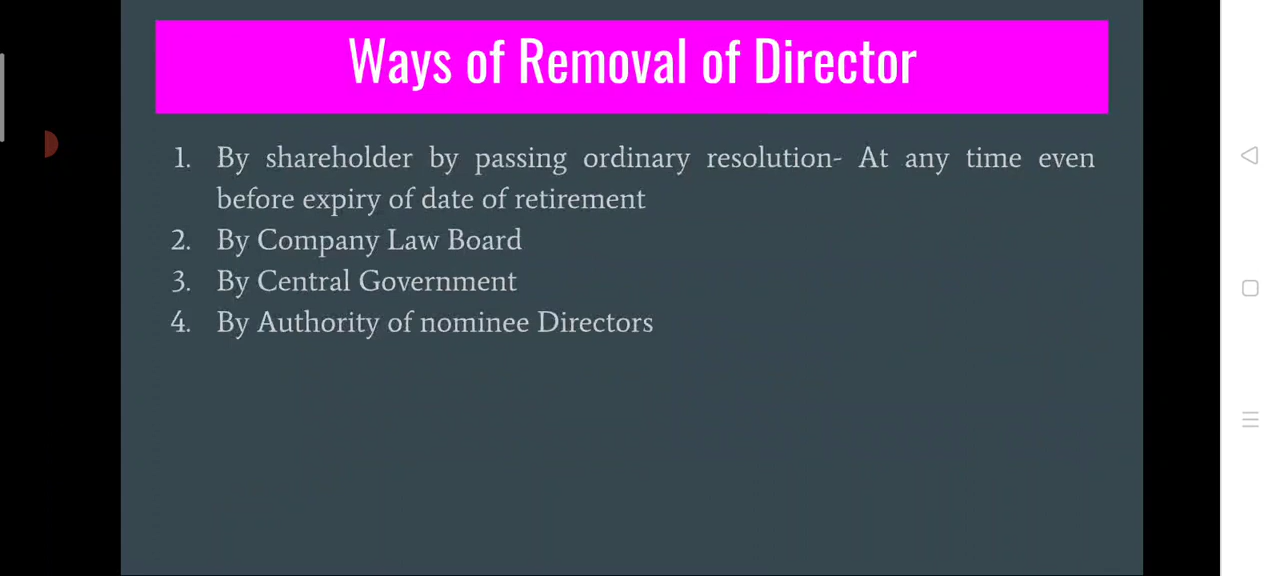 Ways of Removal of Director
1. By shareholder by passing ordinary resolution- At any time even
before expiry of date of retirement
2. By Company Law Board
3. By Central Government
4. By Authority of nominee Directors